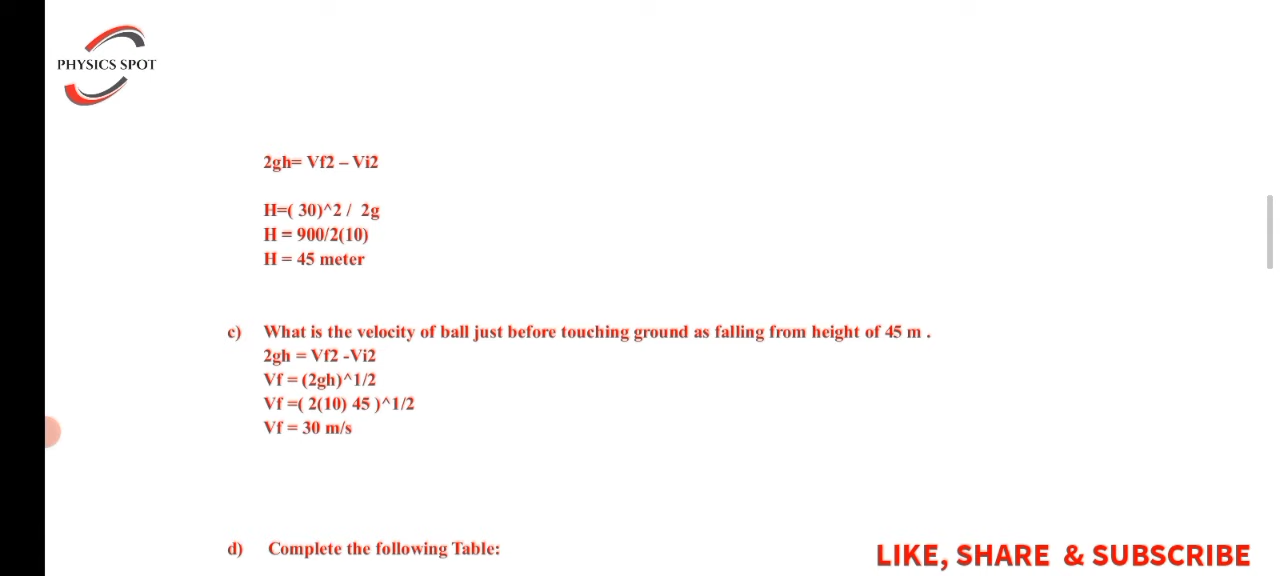 PHYSICS SPOT
2gh= Vf2 – Vi2
H=( 30)^2 / 2g
H = 900/2(10)
H = 45 meter
c) What is the velocity of ball just before touching ground as falling from height of 45 m .
2gh = Vf2 -Vi2
Vf = (2gh)^1/2
Vf =( 2(10) 45 )^1/2
Vf = 30 m/s
d) Complete the following Table:
LIKE, SHARE & SUBSCRIBE